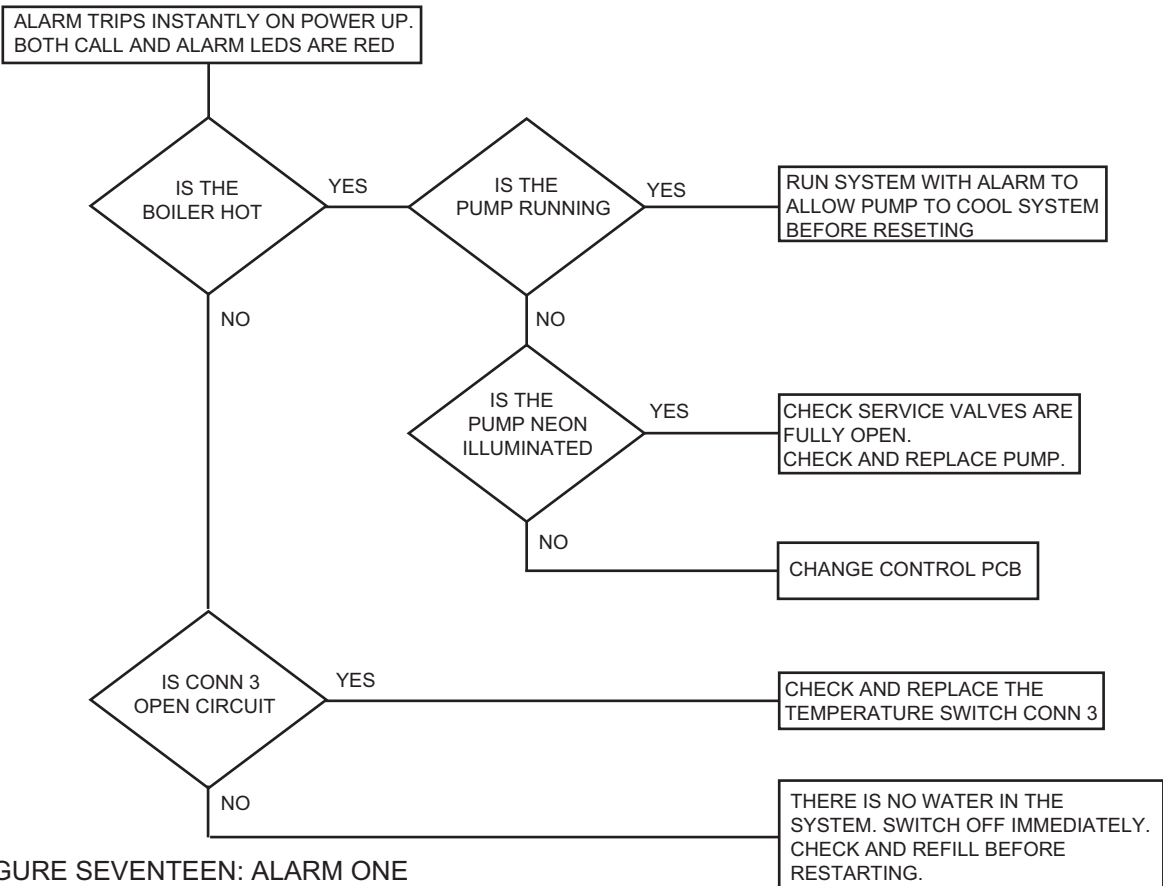 ALARM TRIPS INSTANTLY ON POWER UP.
BOTH CALL AND ALARM LEDS ARE RED
IS THE
BOILER HOT
YES
IS THE
PUMP RUNNING
YES
RUN SYSTEM WITH ALARM TO
ALLOW PUMP TO COOL SYSTEM
BEFORE RESETING
NO
NO
IS THE
PUMP NEON
ILLUMINATED
YES
CHECK SERVICE VALVES ARE
FULLY OPEN.
CHECK AND REPLACE PUMP.
NO
CHANGE CONTROL PCB
IS CONN 3
OPEN CIRCUIT
YES
CHECK AND REPLACE THE
TEMPERATURE SWITCH CONN 3
NO
THERE IS NO WATER IN THE
SYSTEM. SWITCH OFF IMMEDIATELY.
CHECK AND REFILL BEFORE
RESTARTING.
GURE SEVENTEEN: ALARM ONE